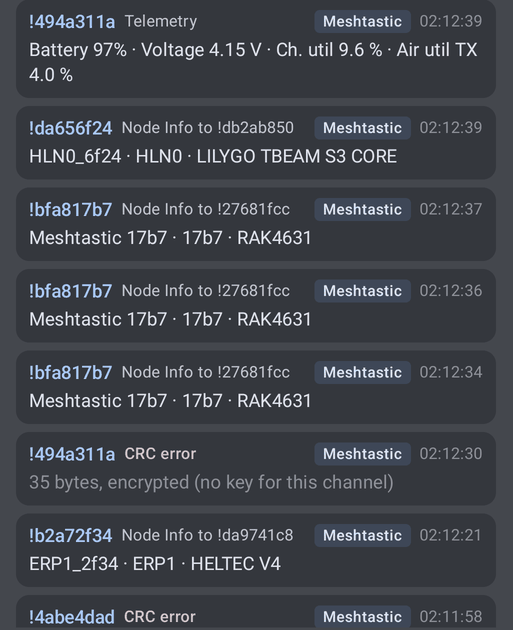 !494a311a Telemetry Meshtastic 02:12:39
Battery 97% · Voltage 4.15 V · Ch. util 9.6 % · Air util TX
4.0 %
!da656f24 Node Info to !db2ab850 Meshtastic 02:12:39
HLN0_6f24 · HLN0 · LILYGO TBEAM S3 CORE
!bfa817b7 Node Info to !27681fcc Meshtastic 02:12:37
Meshtastic 17b7 · 17b7 · RAK4631
!bfa817b7 Node Info to !27681fcc Meshtastic 02:12:36
Meshtastic 17b7 · 17b7 · RAK4631
!bfa817b7 Node Info to !27681fcc Meshtastic 02:12:34
Meshtastic 17b7 · 17b7 · RAK4631
!494a311a CRC error Meshtastic 02:12:30
35 bytes, encrypted (no key for this channel)
!b2a72f34 Node Info to !da9741c8 Meshtastic 02:12:21
ERP1_2f34 · ERP1 · HELTEC V4
!4abe4dad CRC error Meshtastic 02:11:58